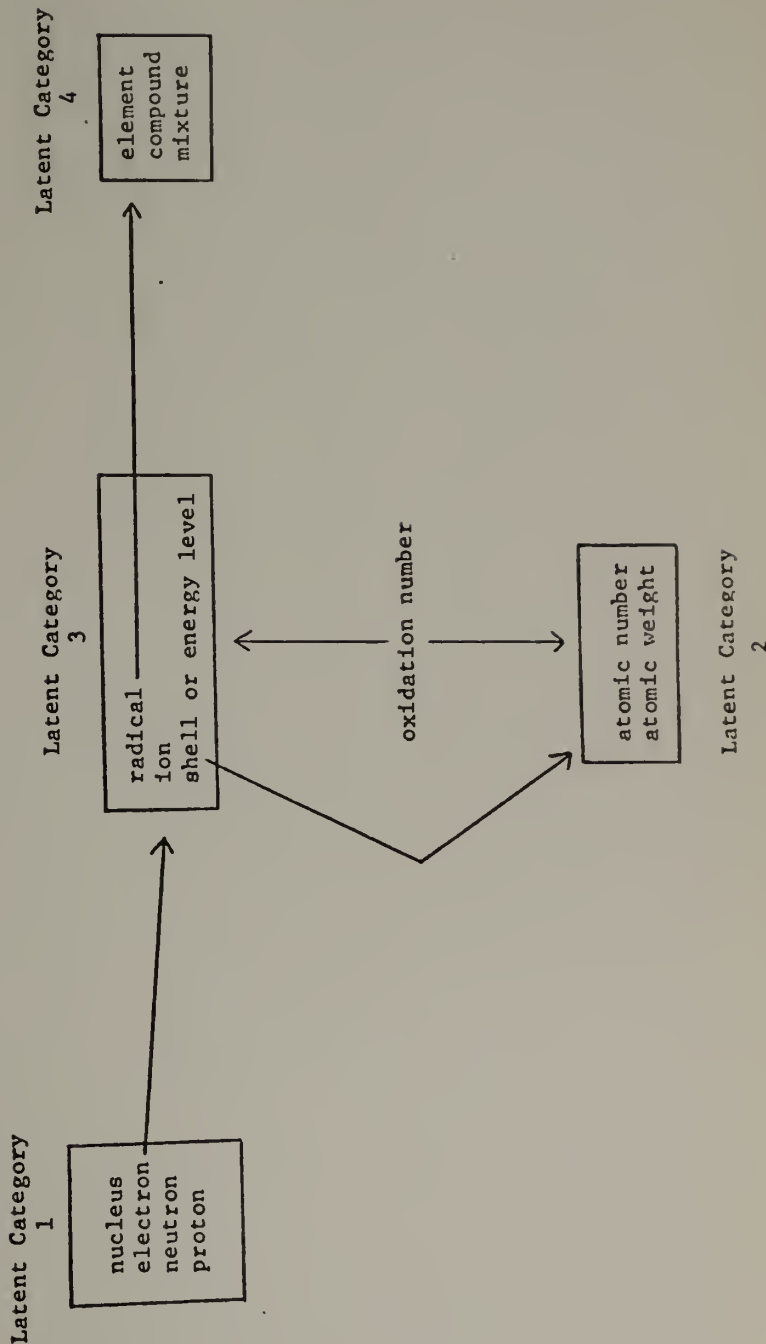 Latent Category
1
nucleus
electron
neutron
proton
Latent Category
3
radical
ion
shell or energy level
Latent Category
4
element
compound
mixture
oxidation number
atomic number
atomic weight
Latent Category
2